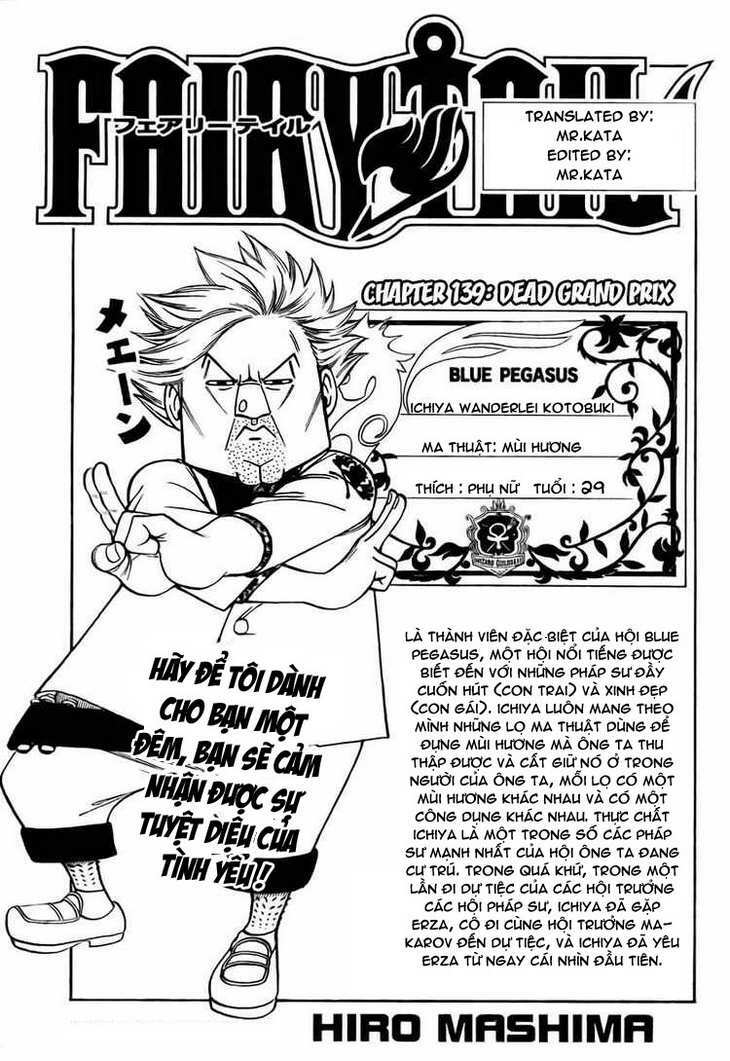 FAIRY TAIL
「フェアリーテイル」
TRANSLATED BY:
MR.KATA
EDITED BY:
MR.KATA
CHAPTER 139: DEAD GRAND PRIX
メェーン
BLUE PEGASUS
ICHIYA WANDERLEI KOTOBUKI
MA THUẬT: MÙI HƯƠNG
THÍCH : PHỤ NỮ TUỔI : 29
WIZARD GUILDCARD
HÃY ĐỂ TÔI DÀNH
CHO BẠN MỘT
ĐÊM, BẠN SẼ CẢM
NHẬN ĐƯỢC SỰ
TUYỆT DIỆU CỦA
TÌNH YÊU!
LÀ THÀNH VIÊN ĐẶC BIỆT CỦA HỘI BLUE
PEGASUS, MỘT HỘI NỔI TIẾNG ĐƯỢC
BIẾT ĐẾN VỚI NHỮNG PHÁP SƯ ĐẦY
CUỐN HÚT (CON TRAI) VÀ XINH ĐẸP
(CON GÁI). ICHIYA LUÔN MANG THEO
MÌNH NHỮNG LỌ MA THUẬT DÙNG ĐỂ
ĐỰNG MÙI HƯƠNG MÀ ÔNG TA THU
THẬP ĐƯỢC VÀ CẤT GIỮ NÓ Ở TRONG
NGƯỜI CỦA ÔNG TA, MỖI LỌ CÓ MỘT
MÙI HƯƠNG KHÁC NHAU VÀ CÓ MỘT
CÔNG DỤNG KHÁC NHAU. THỰC CHẤT
ICHIYA LÀ MỘT TRONG SỐ CÁC PHÁP
SƯ MẠNH NHẤT CỦA HỘI ÔNG TA ĐANG
CƯ TRÚ. TRONG QUÁ KHỨ, TRONG MỘT
LẦN ĐI DỰ TIỆC CỦA CÁC HỘI TRƯỞNG
CÁC HỘI PHÁP SƯ, ICHIYA ĐÃ GẶP
ERZA, CÔ ĐI CÙNG HỘI TRƯỞNG MA-
KAROV ĐẾN DỰ TIỆC, VÀ ICHIYA ĐÃ YÊU
ERZA TỪ NGAY CÁI NHÌN ĐẦU TIÊN.
HIRO MASHIMA